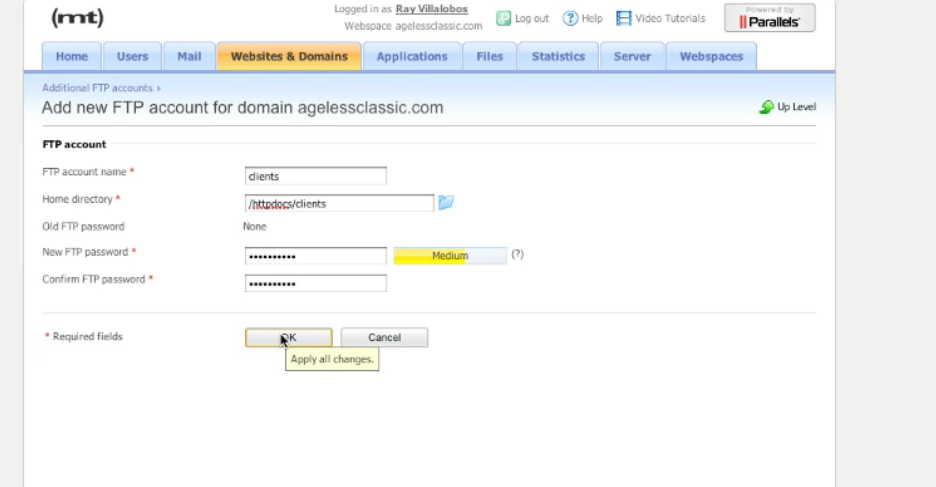 (mt)
Logged in as Ray Villalobos
Webspace agelessclassic.com
Log out
Help
Video Tutorials
Powered by
Parallels
Home Users Mail Websites & Domains Applications Files Statistics Server Webspaces
Additional FTP accounts ›
Add new FTP account for domain agelessclassic.com
Up Level
FTP account
FTP account name * clients
Home directory * /httpdocs/clients
Old FTP password None
New FTP password * •••••••••• Medium (?)
Confirm FTP password * ••••••••••
* Required fields OK Cancel
Apply all changes.